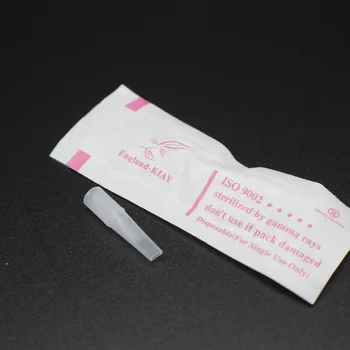 England-KIAY
ISO 9002
sterilized by gamma rays
don't use if pack damaged
Disposable(For Single Use Only)